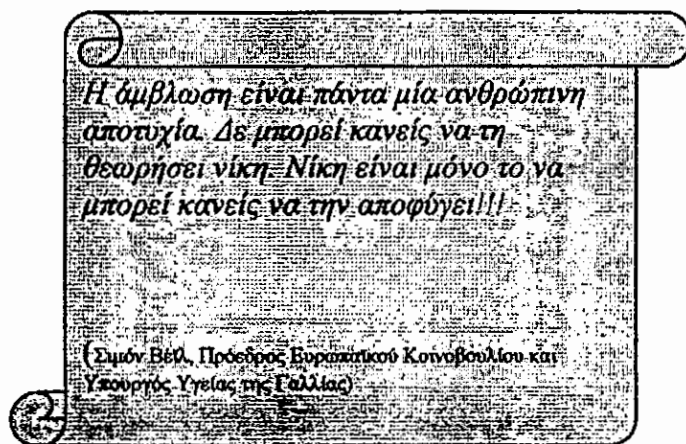 Η άμβλωση είναι πάντα μία ανθρώπινη
αποτυχία. Δε μπορεί κανείς να τη
θεωρήσει νίκη. Νίκη είναι μόνο το να
μπορεί κανείς να την αποφύγει!!!
(Σιμόν Βέιλ, Πρόεδρος Ευρωπαϊκού Κοινοβουλίου και
Υπουργός Υγείας της Γαλλίας)